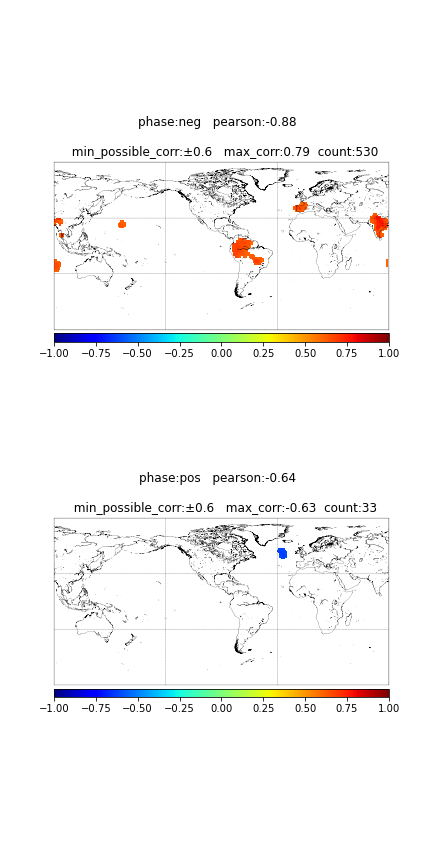 phase:neg   pearson:-0.88
min_possible_corr:±0.6   max_corr:0.79  count:530
−1.00 −0.75 −0.50 −0.25 0.00 0.25 0.50 0.75 1.00
phase:pos   pearson:-0.64
min_possible_corr:±0.6   max_corr:-0.63  count:33
−1.00 −0.75 −0.50 −0.25 0.00 0.25 0.50 0.75 1.00